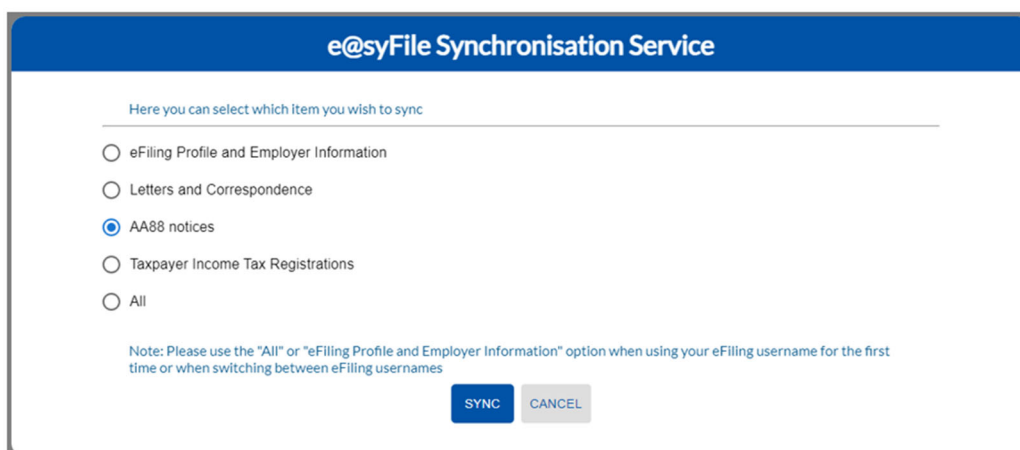 e@syFile Synchronisation Service
Here you can select which item you wish to sync
eFiling Profile and Employer Information
Letters and Correspondence
AA88 notices
Taxpayer Income Tax Registrations
All
Note: Please use the "All" or "eFiling Profile and Employer Information" option when using your eFiling username for the first
time or when switching between eFiling usernames
SYNC CANCEL